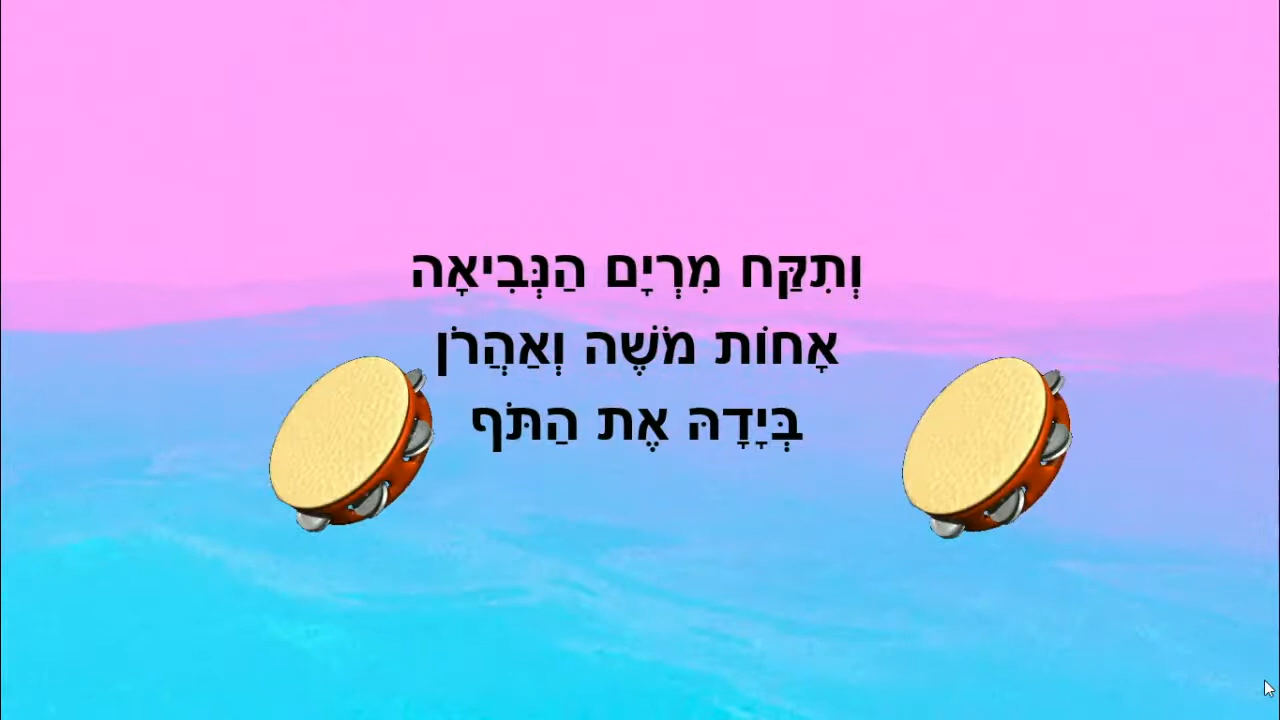 וְתִקַּח מִרְיָם הַנְּבִיאָה
אָחוֹת מֹשֶׁה וְאַהֲרֹן
בְּיָדָהּ אֶת הַתֹּף